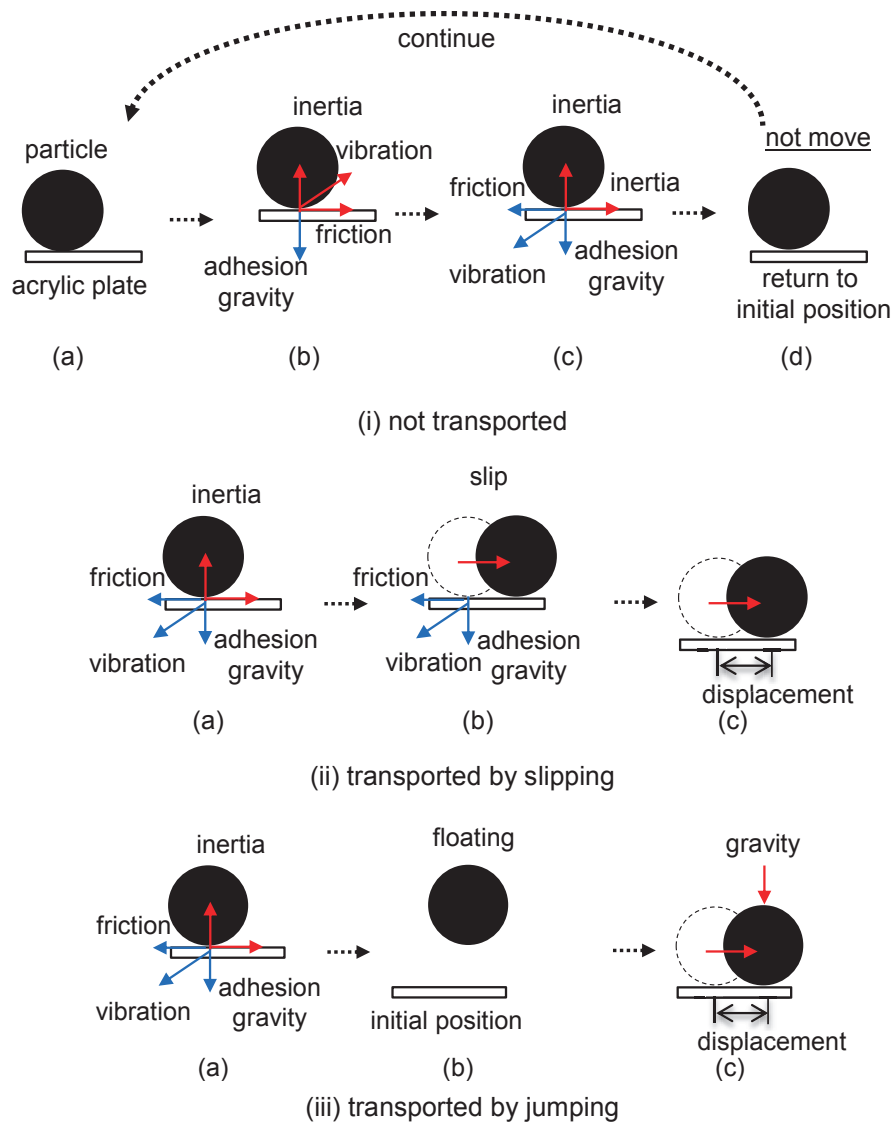 continue
inertia
inertia
not move
particle
vibration
friction
inertia
friction
adhesion
gravity
vibration
adhesion
gravity
acrylic plate
return to
initial position
(a)
(b)
(c)
(d)
(i) not transported
slip
inertia
friction
friction
vibration
adhesion
gravity
vibration
adhesion
gravity
displacement
(a)
(b)
(c)
(ii) transported by slipping
inertia
floating
gravity
friction
vibration
adhesion
gravity
initial position
displacement
(a)
(b)
(c)
(iii) transported by jumping